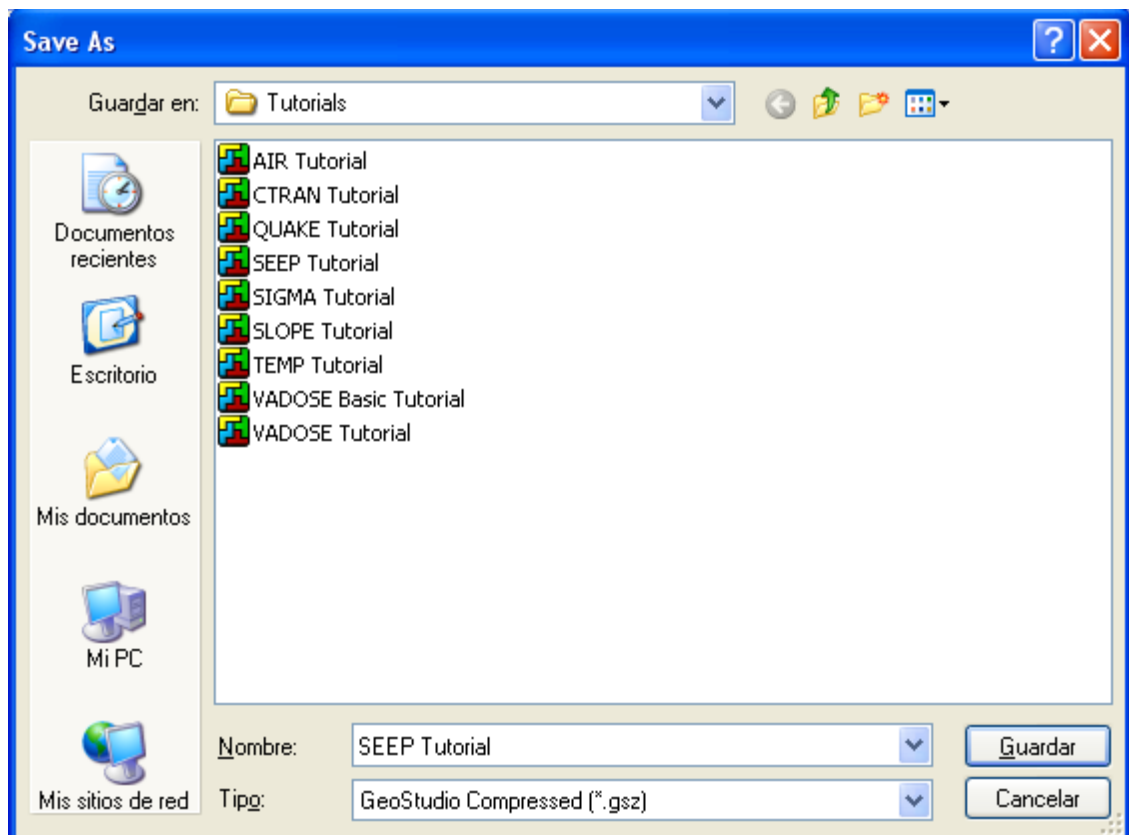 Save As
Guardar en:
Tutorials
AIR Tutorial
CTRAN Tutorial
QUAKE Tutorial
SEEP Tutorial
SIGMA Tutorial
SLOPE Tutorial
TEMP Tutorial
VADOSE Basic Tutorial
VADOSE Tutorial
Documentos
recientes
Escritorio
Mis documentos
Mi PC
Mis sitios de red
Nombre:
SEEP Tutorial
Guardar
Tipo:
GeoStudio Compressed (*.gsz)
Cancelar